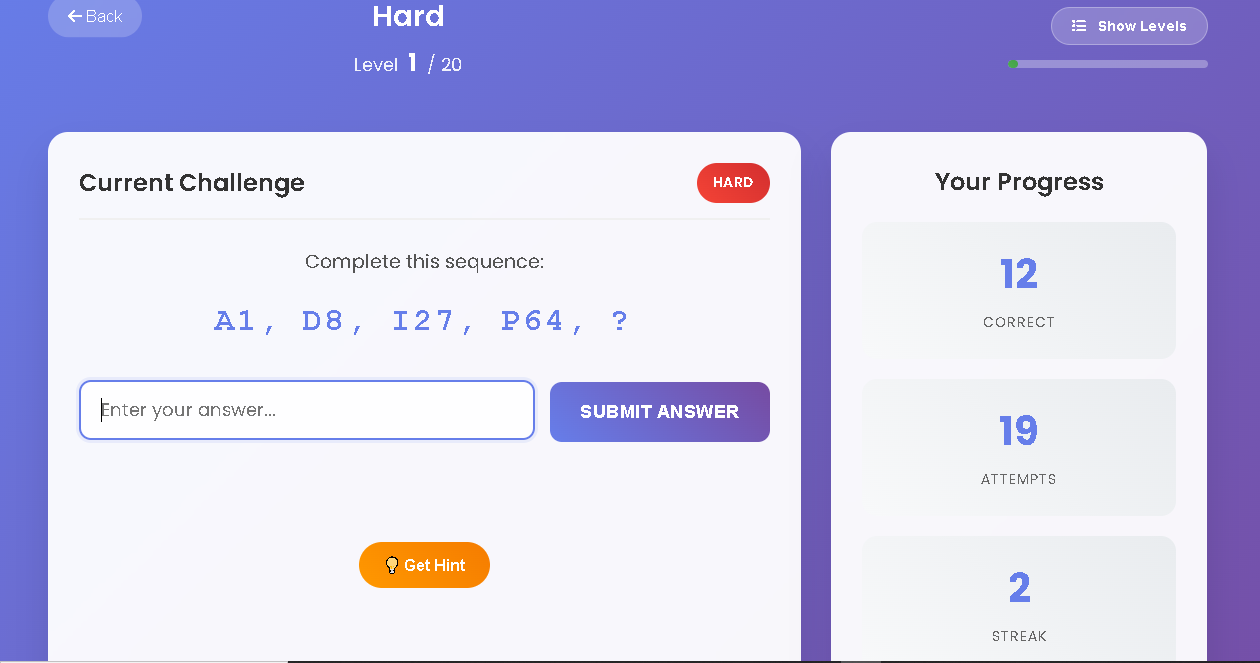 Back
Hard
Level 1 / 20
Show Levels
Current Challenge
HARD
Complete this sequence:
A1, D8, I27, P64, ?
Enter your answer...
SUBMIT ANSWER
Get Hint
Your Progress
12
CORRECT
19
ATTEMPTS
2
STREAK